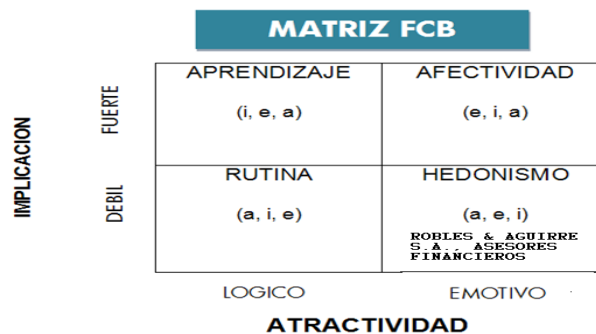 MATRIZ FCB
APRENDIZAJE
AFECTIVIDAD
(i, e, a)
(e, i, a)
FUERTE
IMPLICACION
RUTINA
HEDONISMO
(a, i, e)
(a, e, i)
DEBIL
ROBLES & AGUIRRE
S.A., ASESORES
FINANCIEROS
LOGICO
EMOTIVO
ATRACTIVIDAD